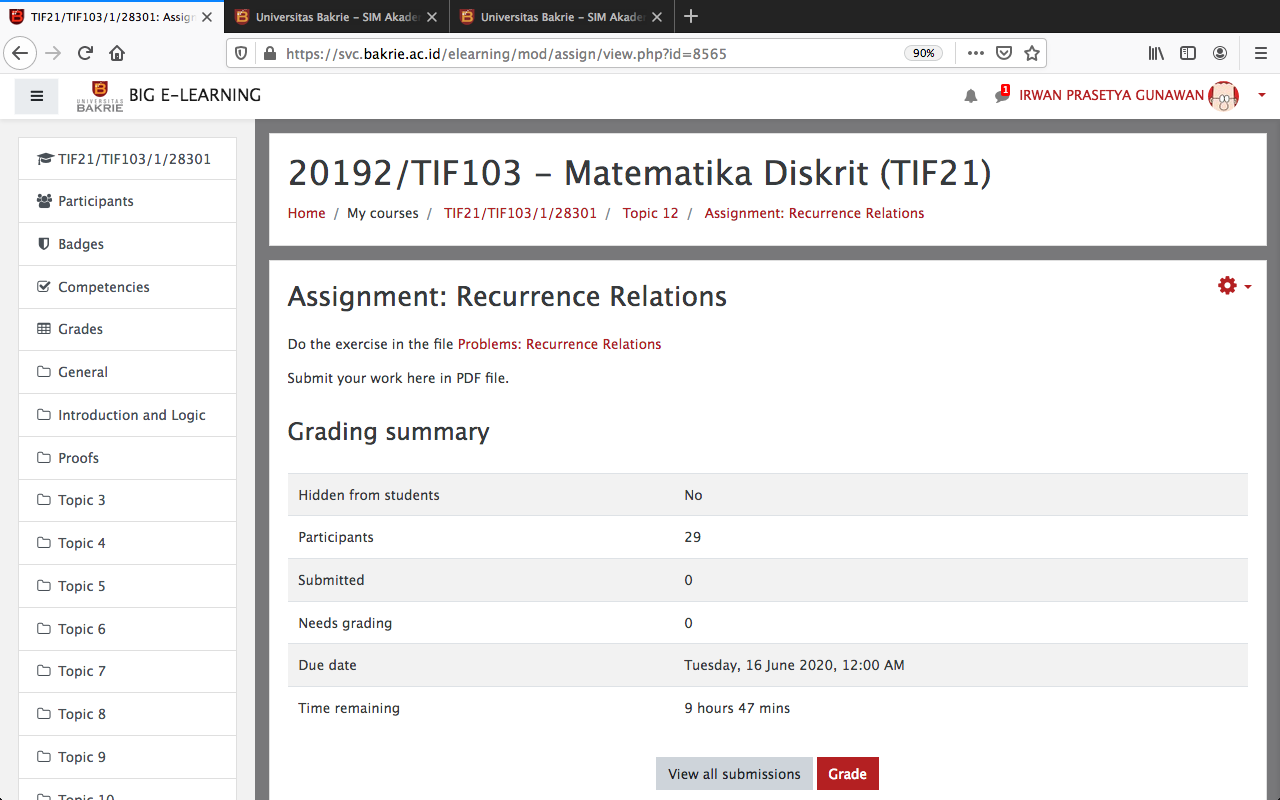 TIF21/TIF103/1/28301: Assign
Universitas Bakrie – SIM Akade
Universitas Bakrie – SIM Akade
https://svc.bakrie.ac.id/elearning/mod/assign/view.php?id=8565
90%
UNIVERSITAS
BAKRIE
BIG E-LEARNING
1
IRWAN PRASETYA GUNAWAN
TIF21/TIF103/1/28301
Participants
Badges
Competencies
Grades
General
Introduction and Logic
Proofs
Topic 3
Topic 4
Topic 5
Topic 6
Topic 7
Topic 8
Topic 9
Topic 10
20192/TIF103 – Matematika Diskrit (TIF21)
Home / My courses / TIF21/TIF103/1/28301 / Topic 12 / Assignment: Recurrence Relations
Assignment: Recurrence Relations
Do the exercise in the file Problems: Recurrence Relations
Submit your work here in PDF file.
Grading summary
Hidden from students No
Participants 29
Submitted 0
Needs grading 0
Due date Tuesday, 16 June 2020, 12:00 AM
Time remaining 9 hours 47 mins
View all submissions Grade